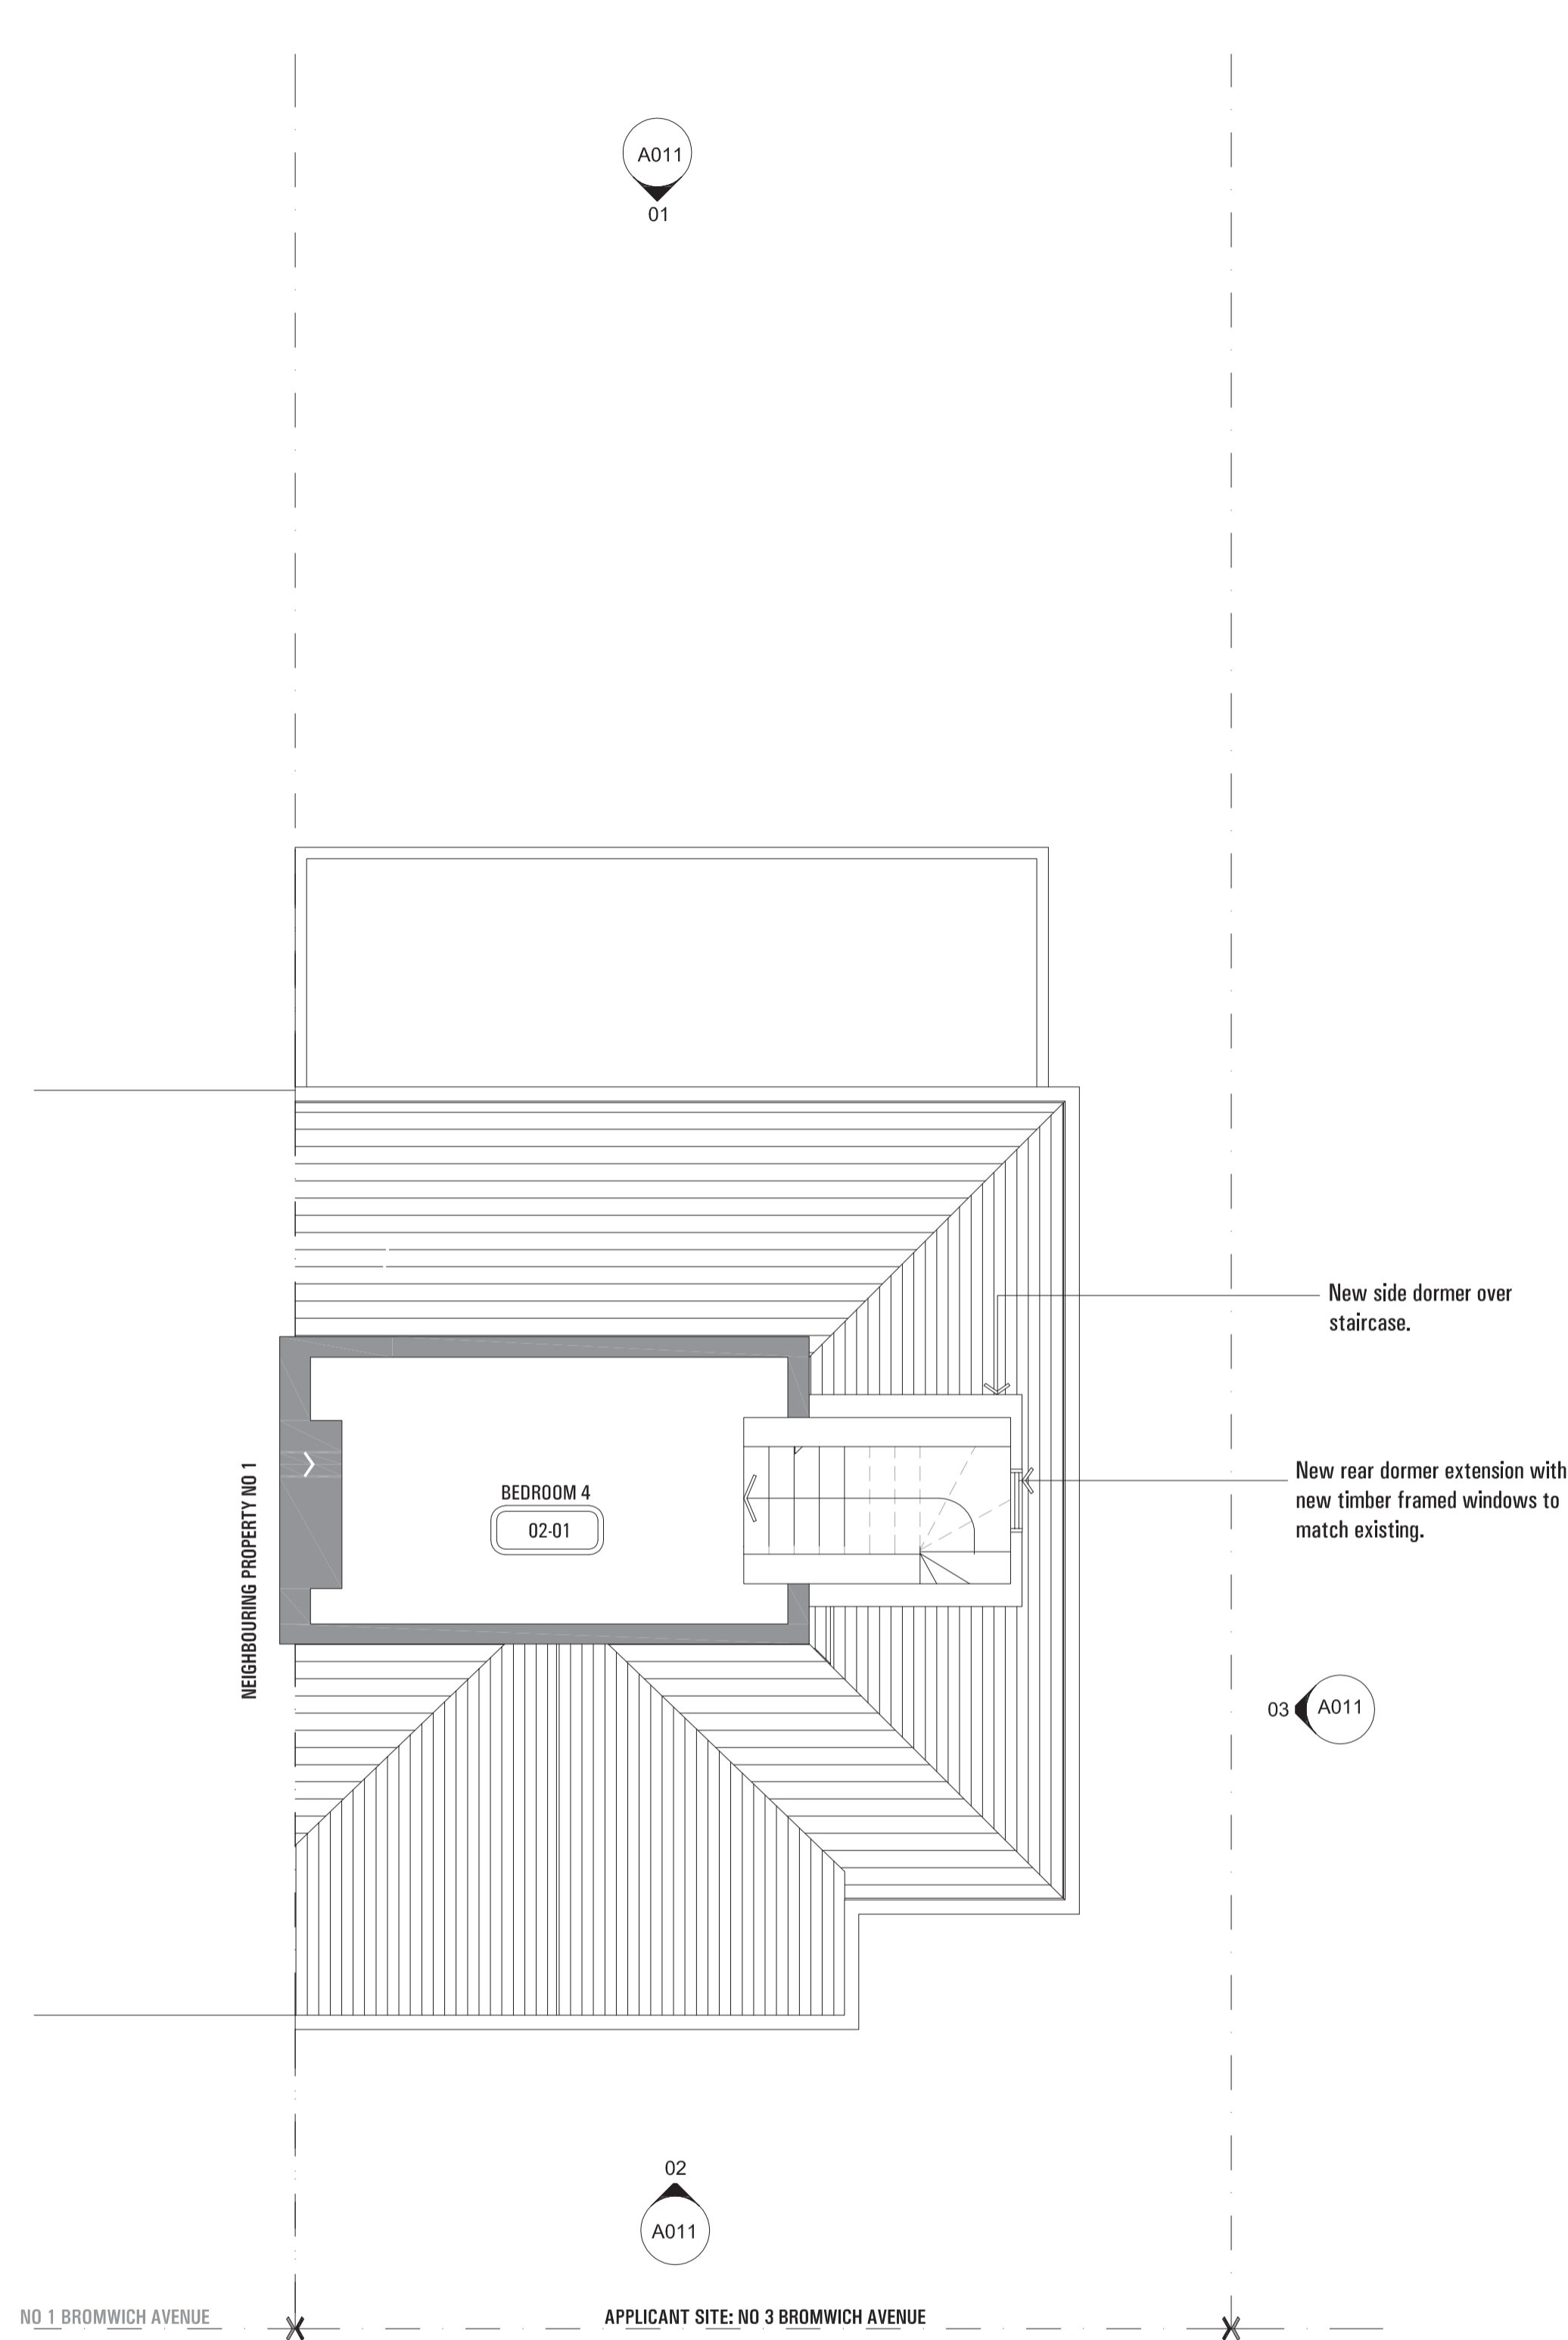 A011
01
New side dormer over
staircase.
New rear dormer extension with
new timber framed windows to
match existing.
NEIGHBOURING PROPERTY NO 1
BEDROOM 4
02-01
03
A011
02
A011
NO 1 BROMWICH AVENUE
APPLICANT SITE: NO 3 BROMWICH AVENUE